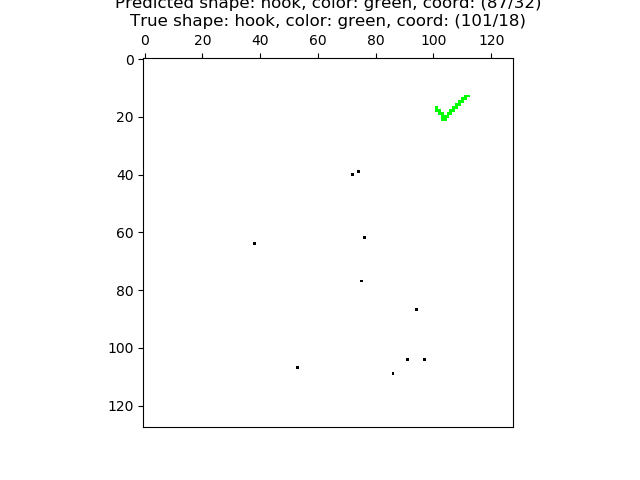 Predicted shape: hook, color: green, coord: (87/32)
True shape: hook, color: green, coord: (101/18)
0 20 40 60 80 100 120
0
20
40
60
80
100
120